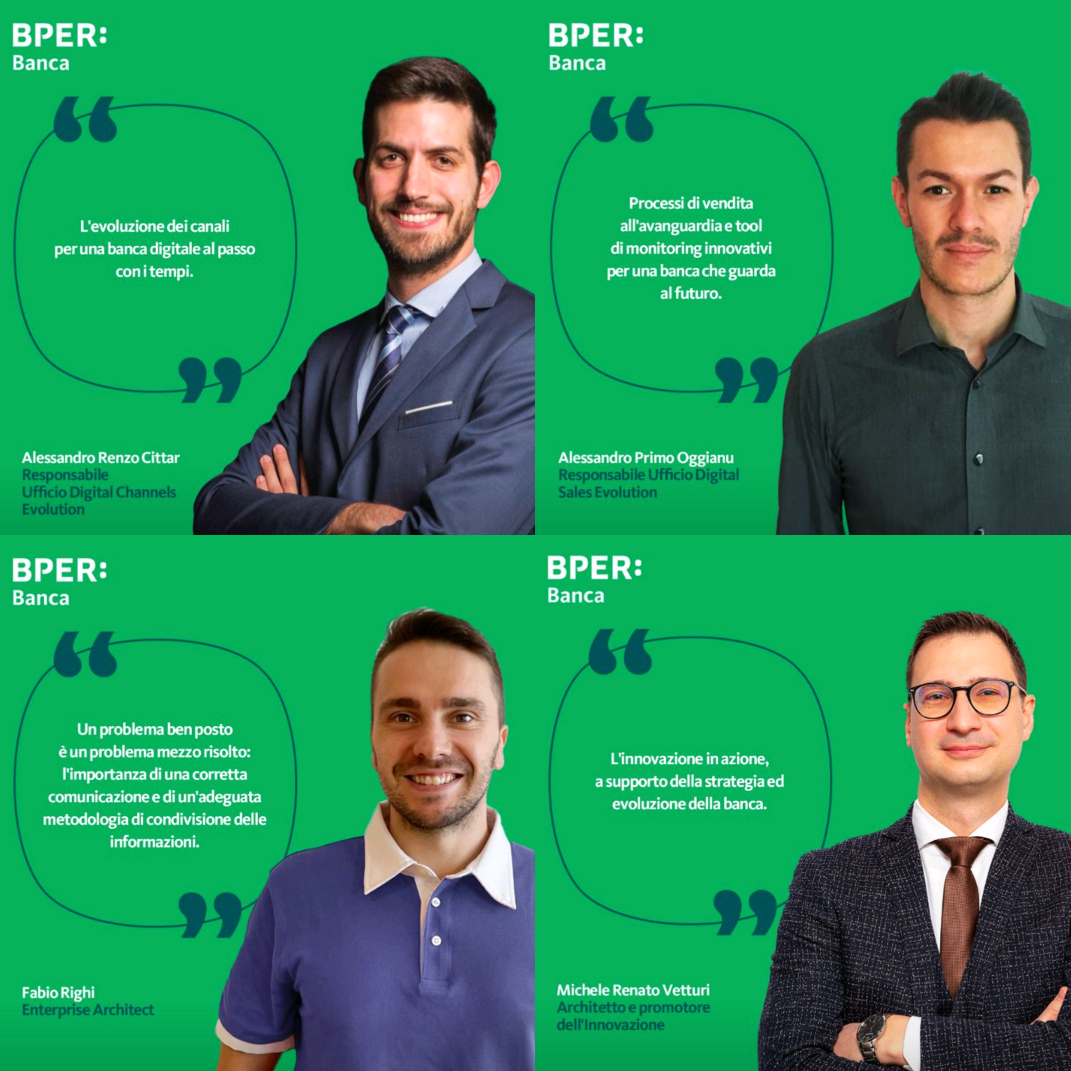 BPER:
Banca
L'evoluzione dei canali
per una banca digitale al passo
con i tempi.
Alessandro Renzo Cittar
Responsabile
Ufficio Digital Channels
Evolution
BPER:
Banca
Processi di vendita
all'avanguardia e tool
di monitoring innovativi
per una banca che guarda
al futuro.
Alessandro Primo Oggianu
Responsabile Ufficio Digital
Sales Evolution
BPER:
Banca
Un problema ben posto
è un problema mezzo risolto:
l'importanza di una corretta
comunicazione e di un'adeguata
metodologia di condivisione delle
informazioni.
Fabio Righi
Enterprise Architect
BPER:
Banca
L'innovazione in azione,
a supporto della strategia ed
evoluzione della banca.
Michele Renato Vetturi
Architetto e promotore
dell'Innovazione